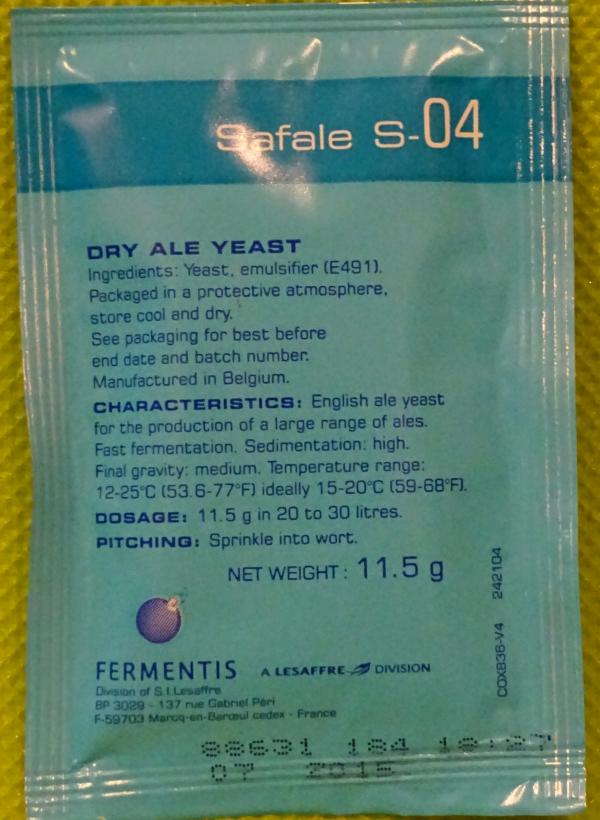 Safale S-04
DRY ALE YEAST
Ingredients: Yeast, emulsifier (E491).
Packaged in a protective atmosphere,
store cool and dry.
See packaging for best before
end date and batch number.
Manufactured in Belgium.
CHARACTERISTICS: English ale yeast
for the production of a large range of ales.
Fast fermentation. Sedimentation: high.
Final gravity: medium. Temperature range:
12-25°C (53.6-77°F) ideally 15-20°C (59-68°F).
DOSAGE: 11.5 g in 20 to 30 litres.
PITCHING: Sprinkle into wort.
NET WEIGHT : 11.5 g
COXB36-V4 242104
FERMENTIS A LESAFFRE DIVISION
Division of S.I.Lesaffre
BP 3029 - 137 rue Gabriel Péri
F-59703 Marcq-en-Barœul cedex - France
88631 184 18:27
07 2015